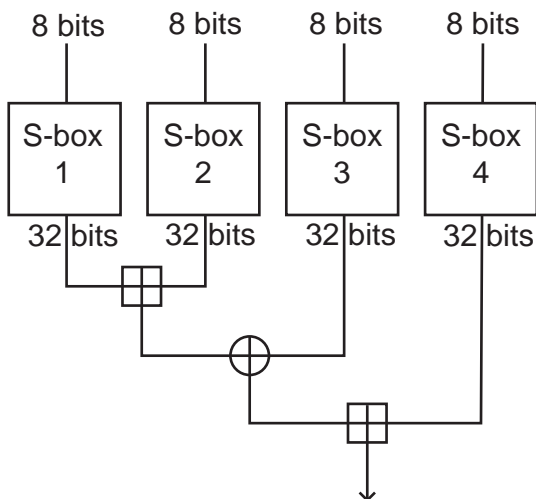 8 bits 8 bits 8 bits 8 bits
S-box S-box S-box S-box
1 2 3 4
32 bits 32 bits 32 bits 32 bits